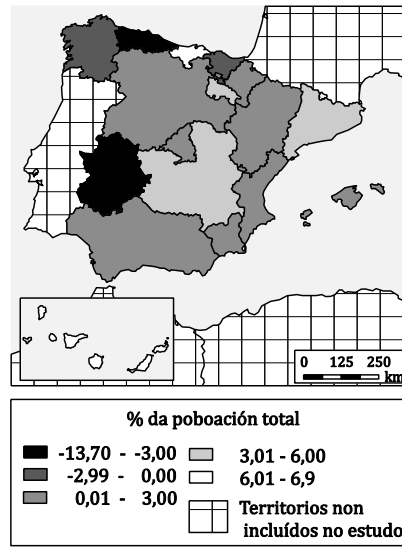 0 125 250
km
% da poboación total
-13,70 - -3,00
-2,99 - 0,00
0,01 - 3,00
3,01 - 6,00
6,01 - 6,9
Territorios non
incluídos no estudo